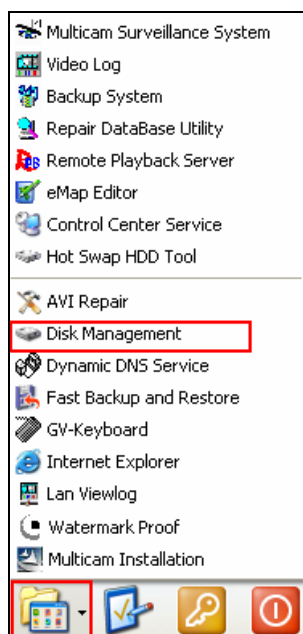 Multicam Surveillance System
Video Log
Backup System
Repair DataBase Utility
Remote Playback Server
eMap Editor
Control Center Service
Hot Swap HDD Tool
AVI Repair
Disk Management
Dynamic DNS Service
Fast Backup and Restore
GV-Keyboard
Internet Explorer
Lan Viewlog
Watermark Proof
Multicam Installation